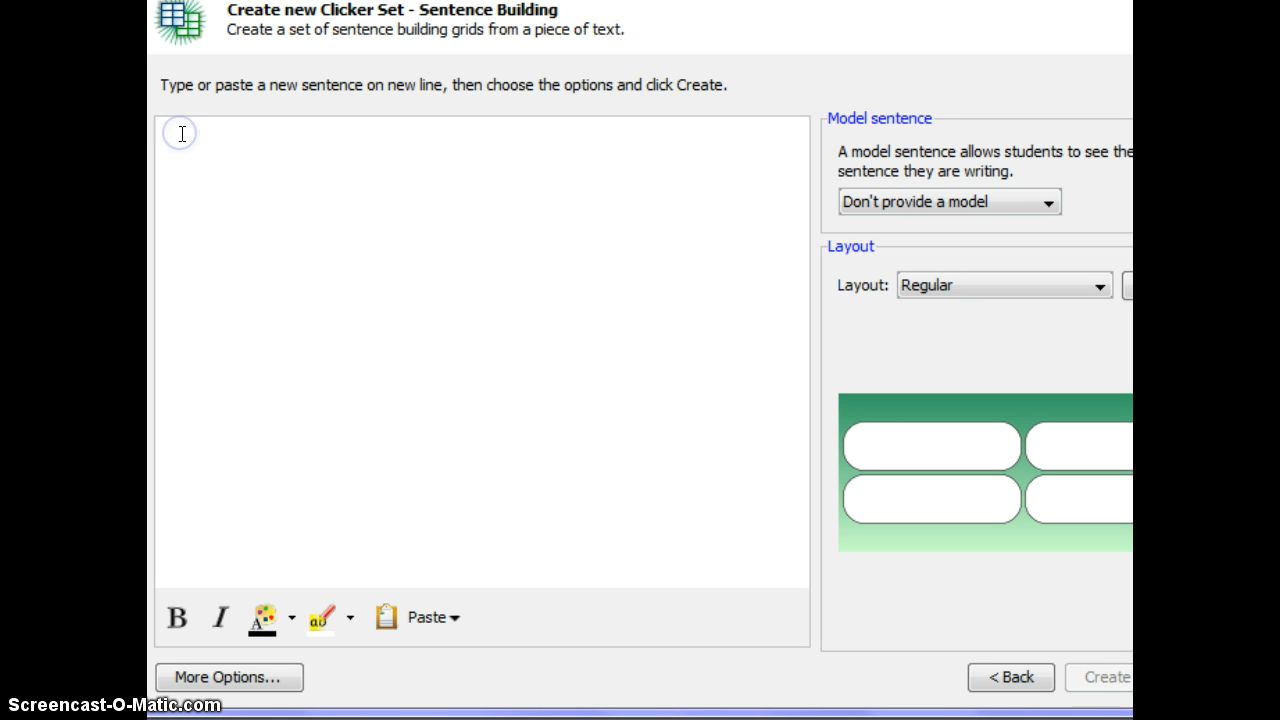 Create new Clicker Set - Sentence Building
Create a set of sentence building grids from a piece of text.
Type or paste a new sentence on new line, then choose the options and click Create.
Model sentence
A model sentence allows students to see the
sentence they are writing.
Don't provide a model
Layout
Layout: Regular
B I A ab Paste
More Options...
< Back
Create
Screencast-O-Matic.com